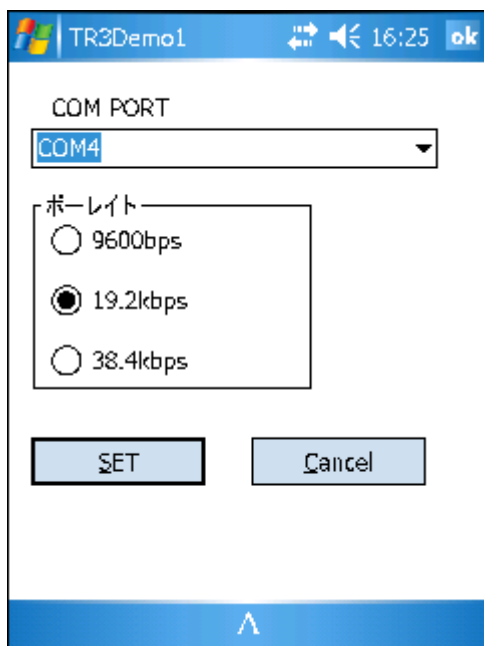 TR3Demo1 16:25 ok
COM PORT
COM4
ボーレイト
9600bps
19.2kbps
38.4kbps
SET Cancel